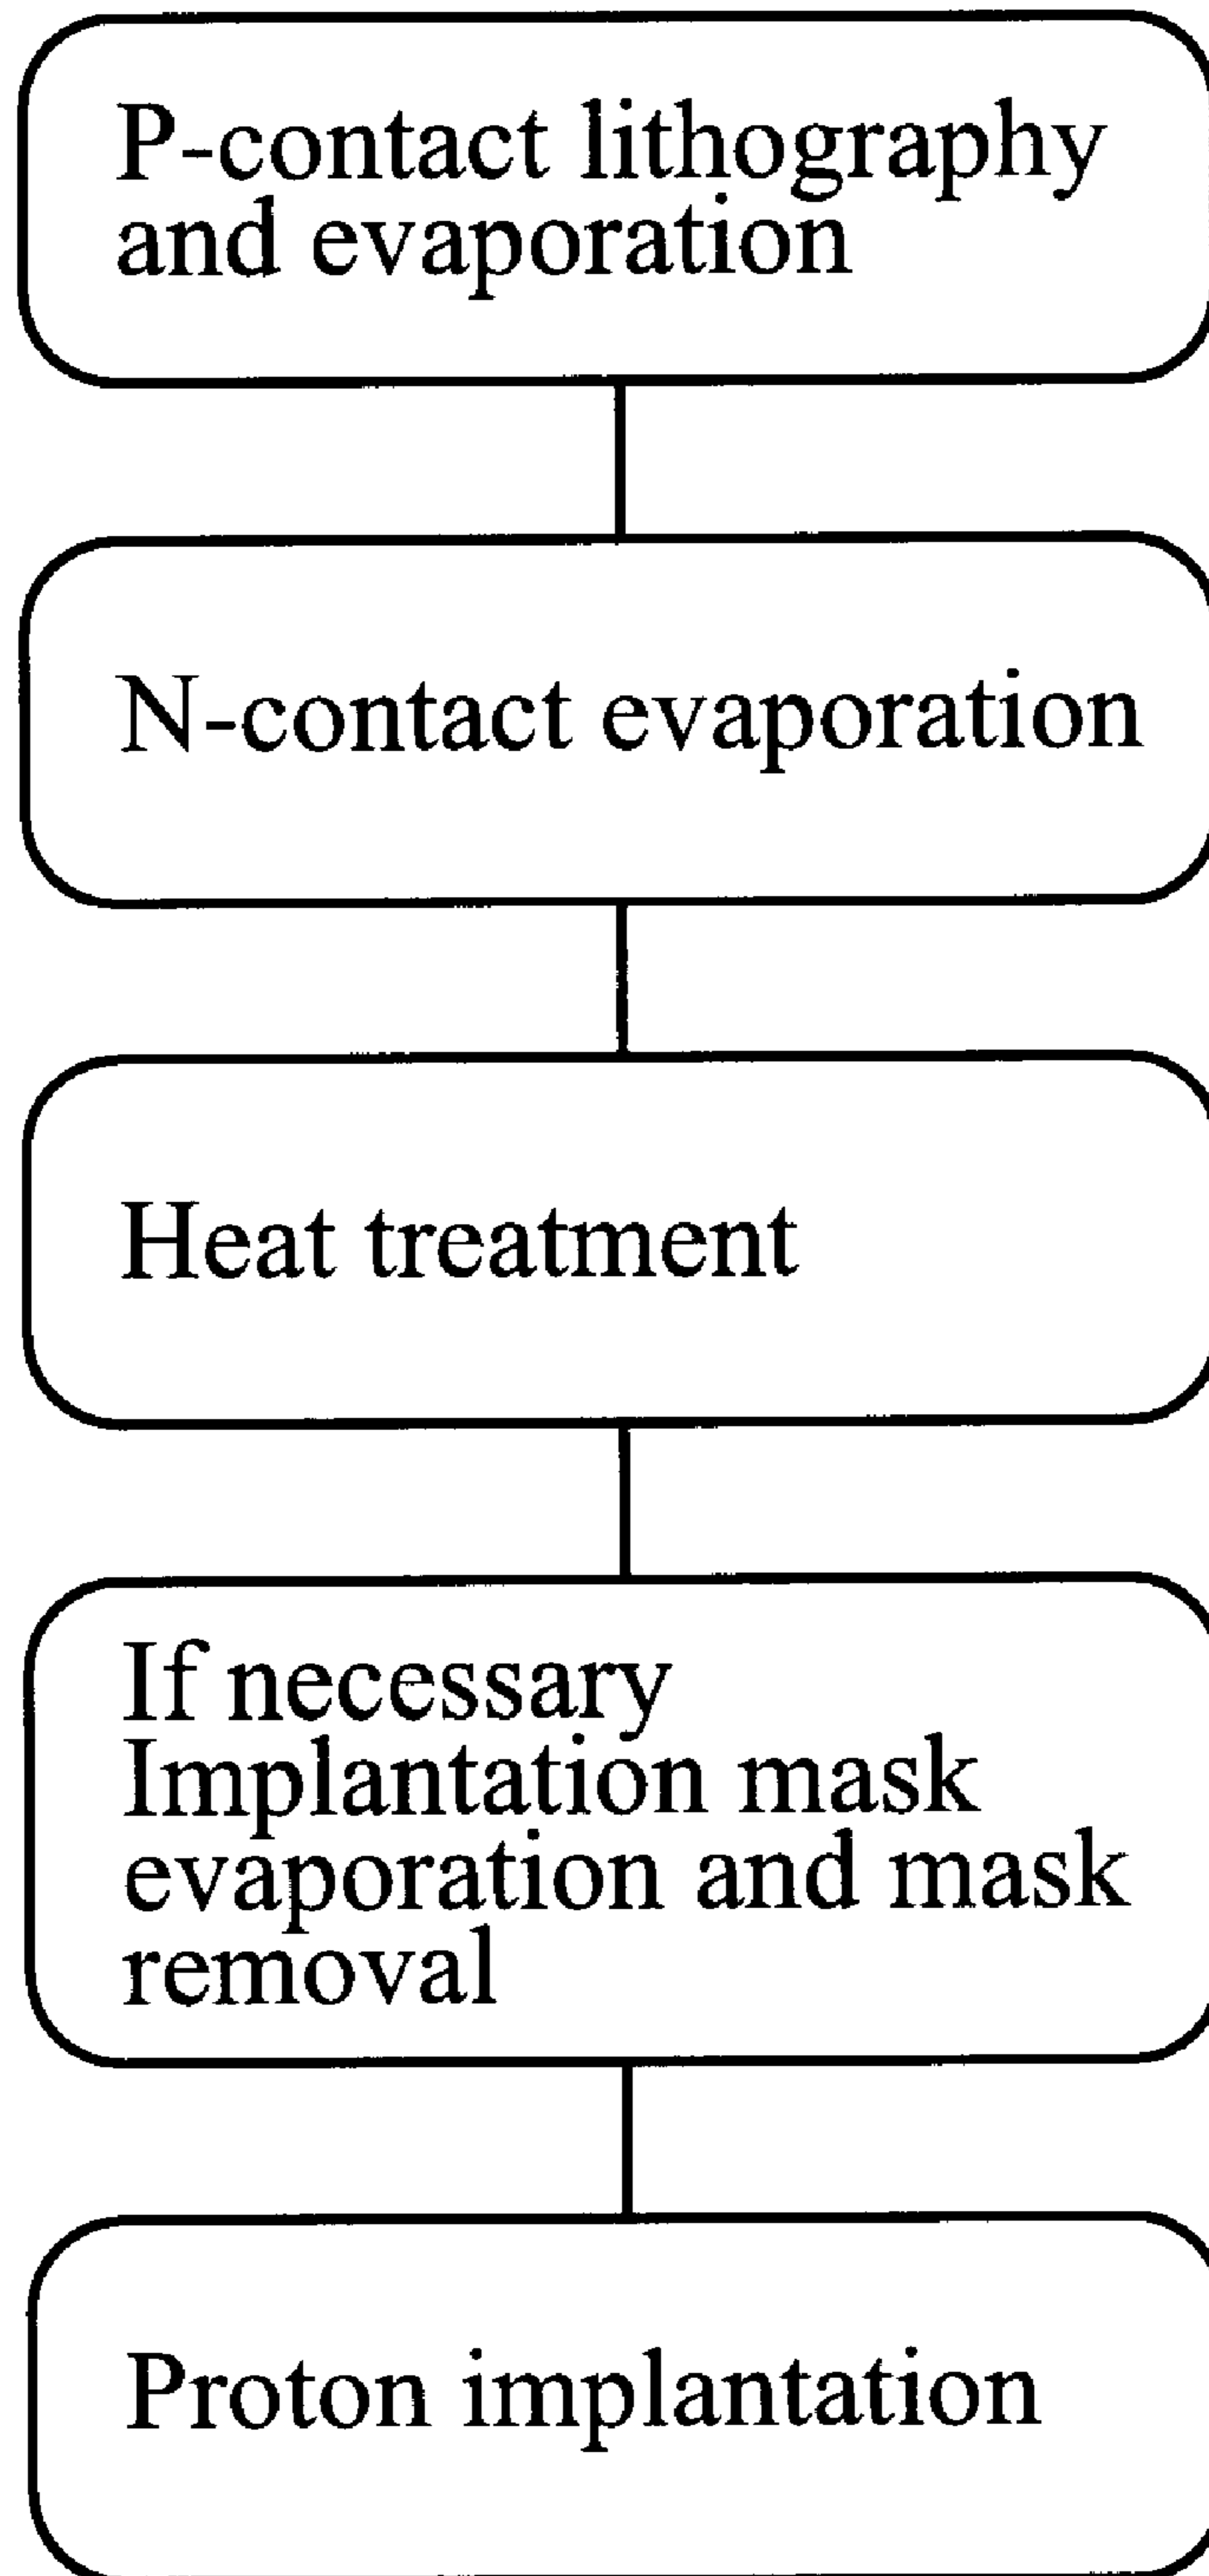 P-contact lithography
and evaporation
N-contact evaporation
Heat treatment
If necessary
Implantation mask
evaporation and mask
removal
Proton implantation